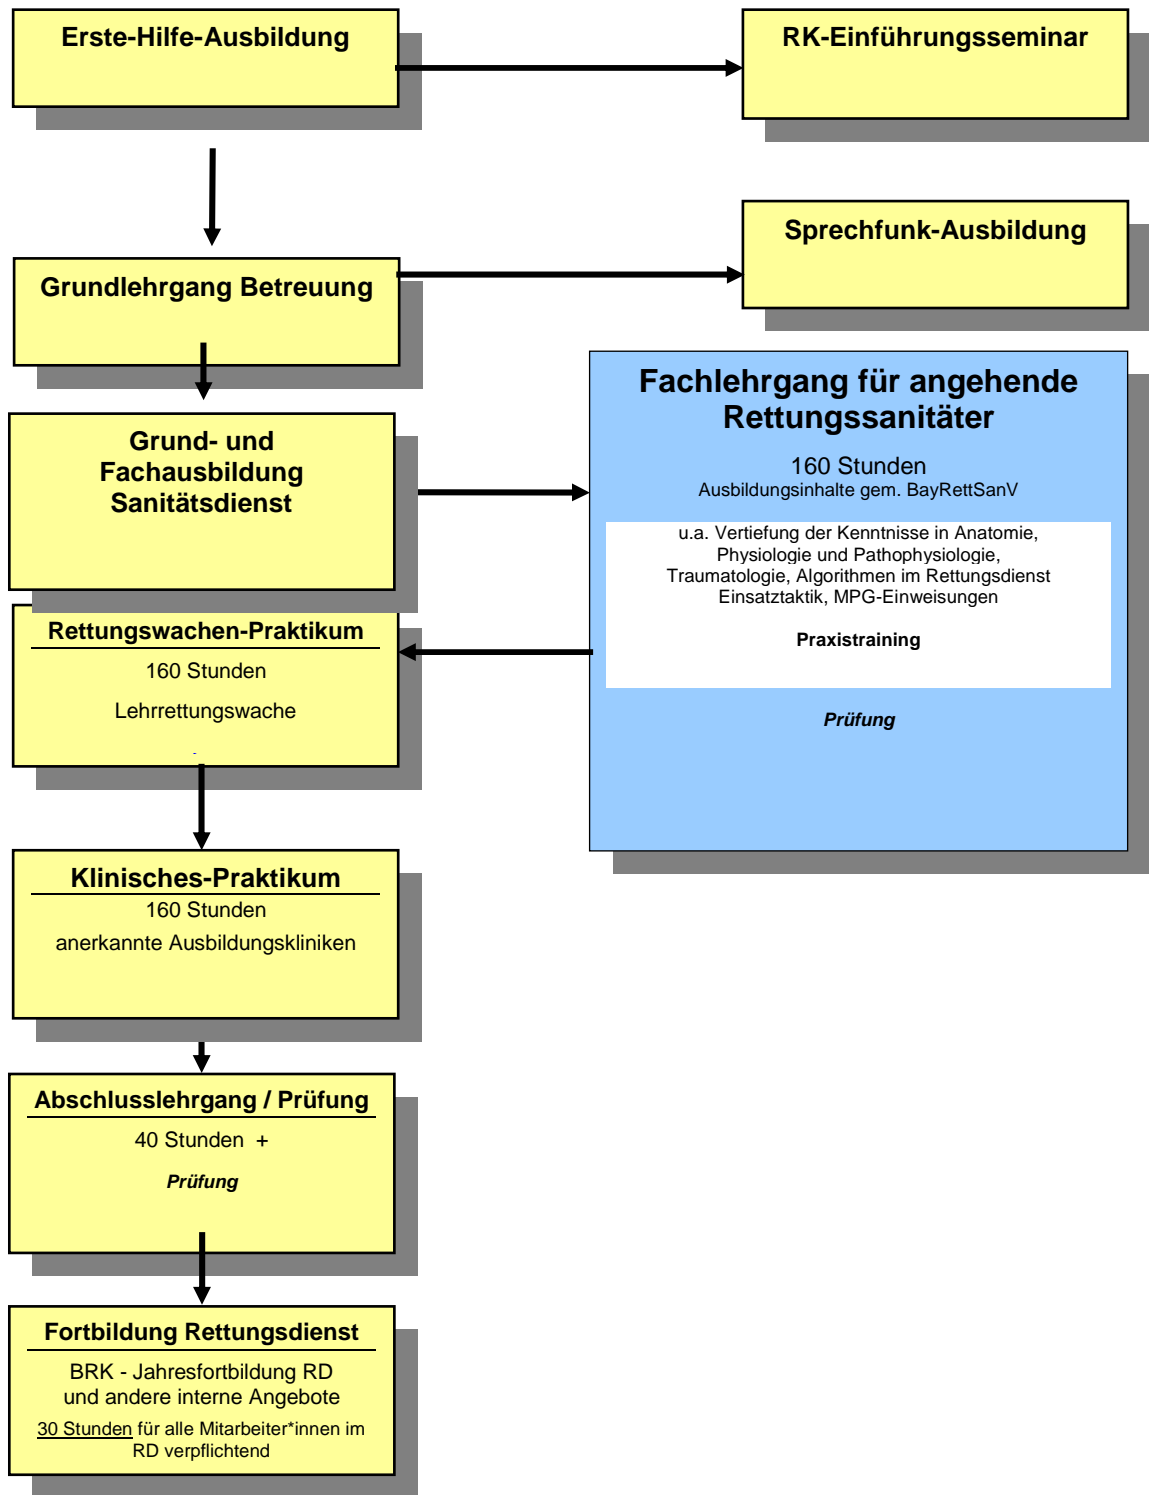 Erste-Hilfe-Ausbildung
RK-Einführungsseminar
Sprechfunk-Ausbildung
Grundlehrgang Betreuung
Grund- und
Fachausbildung
Sanitätsdienst
Fachlehrgang für angehende
Rettungssanitäter
160 Stunden
Ausbildungsinhalte gem. BayRettSanV
u.a. Vertiefung der Kenntnisse in Anatomie,
Physiologie und Pathophysiologie,
Traumatologie, Algorithmen im Rettungsdienst
Einsatztaktik, MPG-Einweisungen
Praxistraining
Prüfung
Rettungswachen-Praktikum
160 Stunden
Lehrrettungswache
-
Klinisches-Praktikum
160 Stunden
anerkannte Ausbildungskliniken
Abschlusslehrgang / Prüfung
40 Stunden +
Prüfung
Fortbildung Rettungsdienst
BRK - Jahresfortbildung RD
und andere interne Angebote
30 Stunden für alle Mitarbeiter*innen im
RD verpflichtend